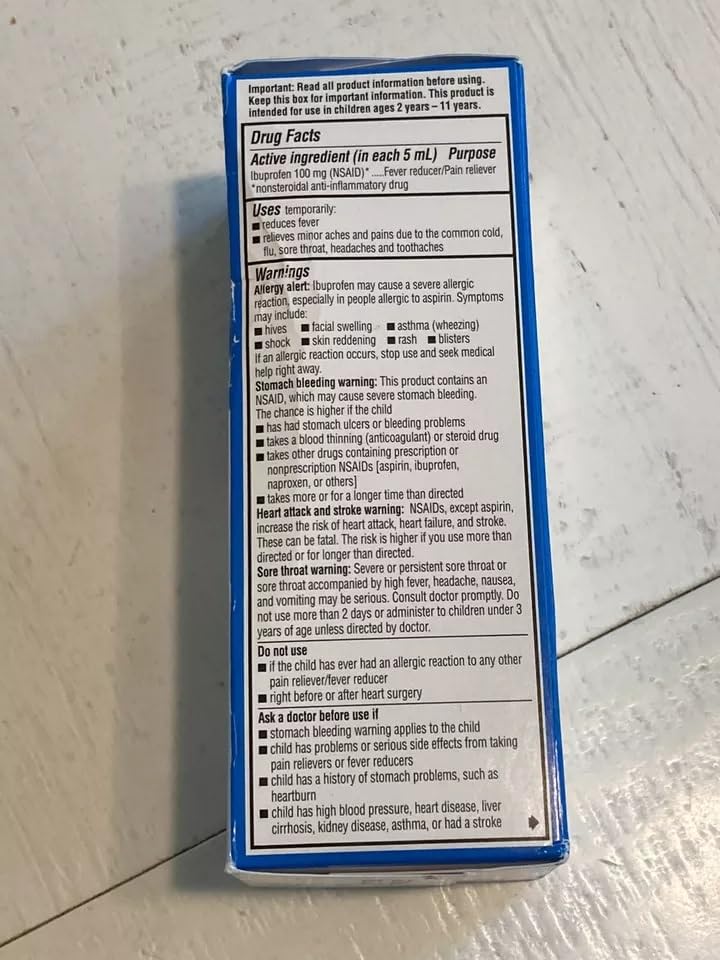 Important: Read all product information before using.
Keep this box for important information. This product is
intended for use in children ages 2 years – 11 years.
Drug Facts
Active ingredient (in each 5 mL) Purpose
Ibuprofen 100 mg (NSAID)* .....Fever reducer/Pain reliever
*nonsteroidal anti-inflammatory drug
Uses temporarily:
■ reduces fever
■ relieves minor aches and pains due to the common cold,
flu, sore throat, headaches and toothaches
Warnings
Allergy alert: Ibuprofen may cause a severe allergic
reaction, especially in people allergic to aspirin. Symptoms
may include:
■ hives ■ facial swelling ■ asthma (wheezing)
■ shock ■ skin reddening ■ rash ■ blisters
If an allergic reaction occurs, stop use and seek medical
help right away.
Stomach bleeding warning: This product contains an
NSAID, which may cause severe stomach bleeding.
The chance is higher if the child
■ has had stomach ulcers or bleeding problems
■ takes a blood thinning (anticoagulant) or steroid drug
■ takes other drugs containing prescription or
nonprescription NSAIDs [aspirin, ibuprofen,
naproxen, or others]
■ takes more or for a longer time than directed
Heart attack and stroke warning: NSAIDs, except aspirin,
increase the risk of heart attack, heart failure, and stroke.
These can be fatal. The risk is higher if you use more than
directed or for longer than directed.
Sore throat warning: Severe or persistent sore throat or
sore throat accompanied by high fever, headache, nausea,
and vomiting may be serious. Consult doctor promptly. Do
not use more than 2 days or administer to children under 3
years of age unless directed by doctor.
Do not use
■ if the child has ever had an allergic reaction to any other
pain reliever/fever reducer
■ right before or after heart surgery
Ask a doctor before use if
■ stomach bleeding warning applies to the child
■ child has problems or serious side effects from taking
pain relievers or fever reducers
■ child has a history of stomach problems, such as
heartburn
■ child has high blood pressure, heart disease, liver
cirrhosis, kidney disease, asthma, or had a stroke